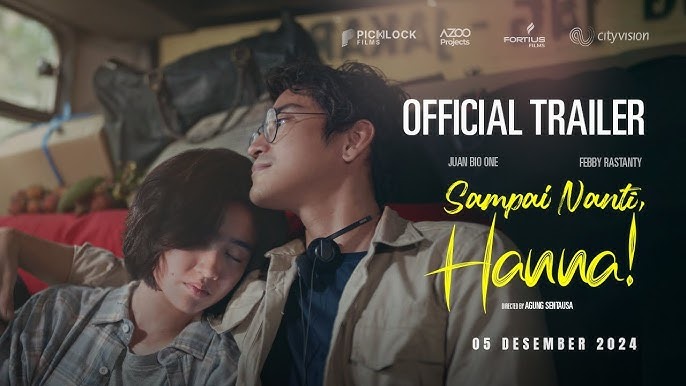 PICKLOCK
FILMS
AZOO
Projects
FORTIUS
FILMS
cityvision
OFFICIAL TRAILER
JUAN BIO ONE
FEBBY RASTANTY
Sampai Nanti,
Hanna!
DIRECTED BY AGUNG SENTAUSA
05 DESEMBER 2024